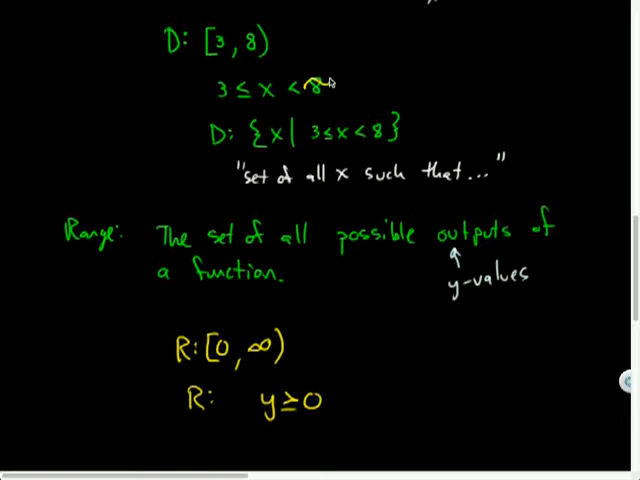 D: [3, 8)
3 ≤ x < 8
D: {x| 3≤x<8}
"set of all x such that..."
Range: The set of all possible outputs of
a function.
y-values
R: [0, ∞)
R: y≥0